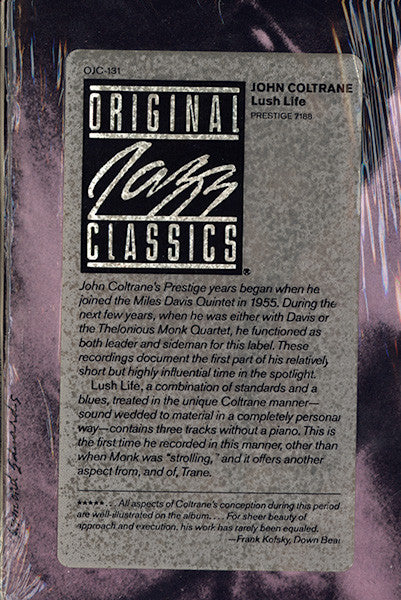 OJC-131
ORIGINAL
Jazz
CLASSICS
®
JOHN COLTRANE
Lush Life
PRESTIGE 7188
John Coltrane's Prestige years began when he
joined the Miles Davis Quintet in 1955. During the
next few years, when he was either with Davis or
the Thelonious Monk Quartet, he functioned as
both leader and sideman for this label. These
recordings document the first part of his relatively
short but highly influential time in the spotlight.
Lush Life, a combination of standards and a
blues, treated in the unique Coltrane manner—
sound wedded to material in a completely personal
way—contains three tracks without a piano. This is
the first time he recorded in this manner, other than
when Monk was "strolling," and it offers another
aspect from, and of, Trane.
★★★★★ . . . All aspects of Coltrane's conception during this period
are well-illustrated on the album. . . . For sheer beauty of
approach and execution, his work has rarely been equaled.
—Frank Kofsky, Down Beat